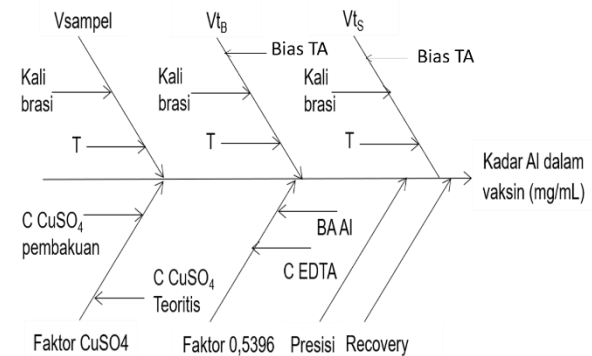 Vsampel
Vt_B
Vt_S
Bias TA
Bias TA
Kali
brasi
Kali
brasi
Kali
brasi
T
T
T
Kadar Al dalam
vaksin (mg/mL)
C CuSO₄
pembakuan
BA Al
C EDTA
C CuSO₄
Teoritis
Faktor CuSO4
Faktor 0,5396
Presisi
Recovery